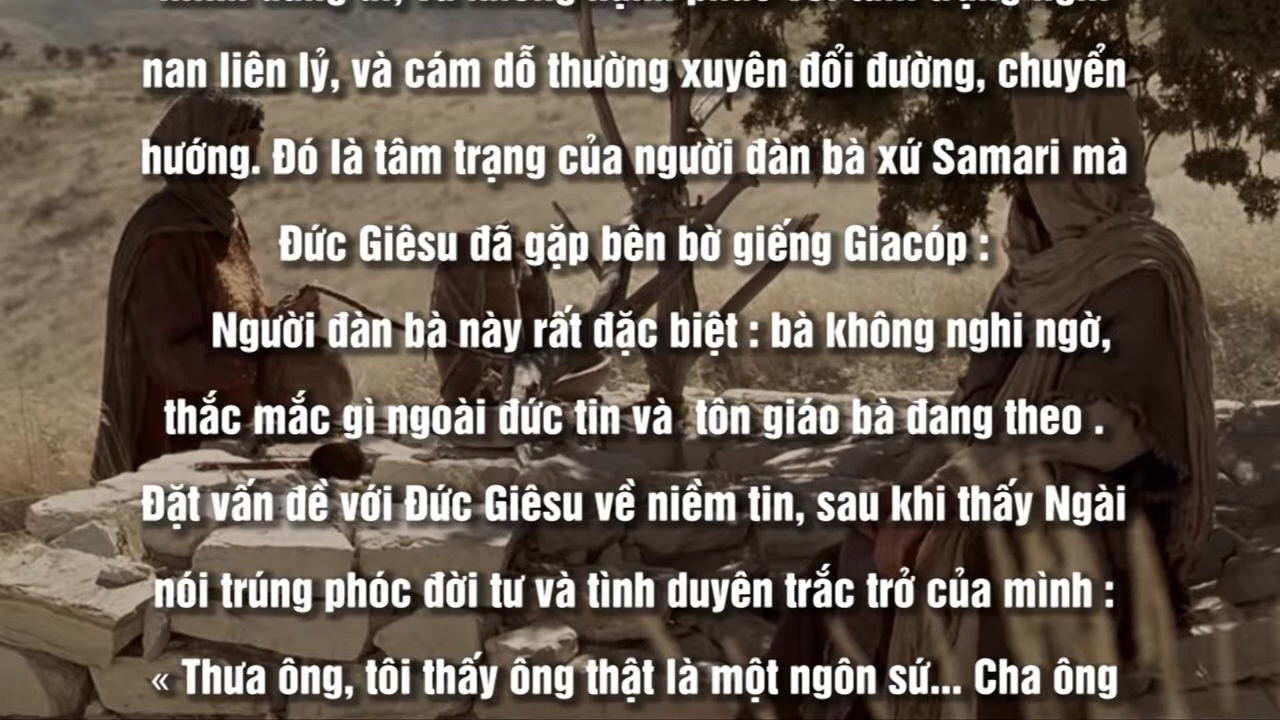 nan liên lỷ, và cám dỗ thường xuyên đổi đường, chuyển
hướng. Đó là tâm trạng của người đàn bà xứ Samari mà
Đức Giêsu đã gặp bên bờ giếng Giacóp :
Người đàn bà này rất đặc biệt : bà không nghi ngờ,
thắc mắc gì ngoài đức tin và tôn giáo bà đang theo .
Đặt vấn đề với Đức Giêsu về niềm tin, sau khi thấy Ngài
nói trúng phóc đời tư và tình duyên trắc trở của mình :
« Thưa ông, tôi thấy ông thật là một ngôn sứ... Cha ông